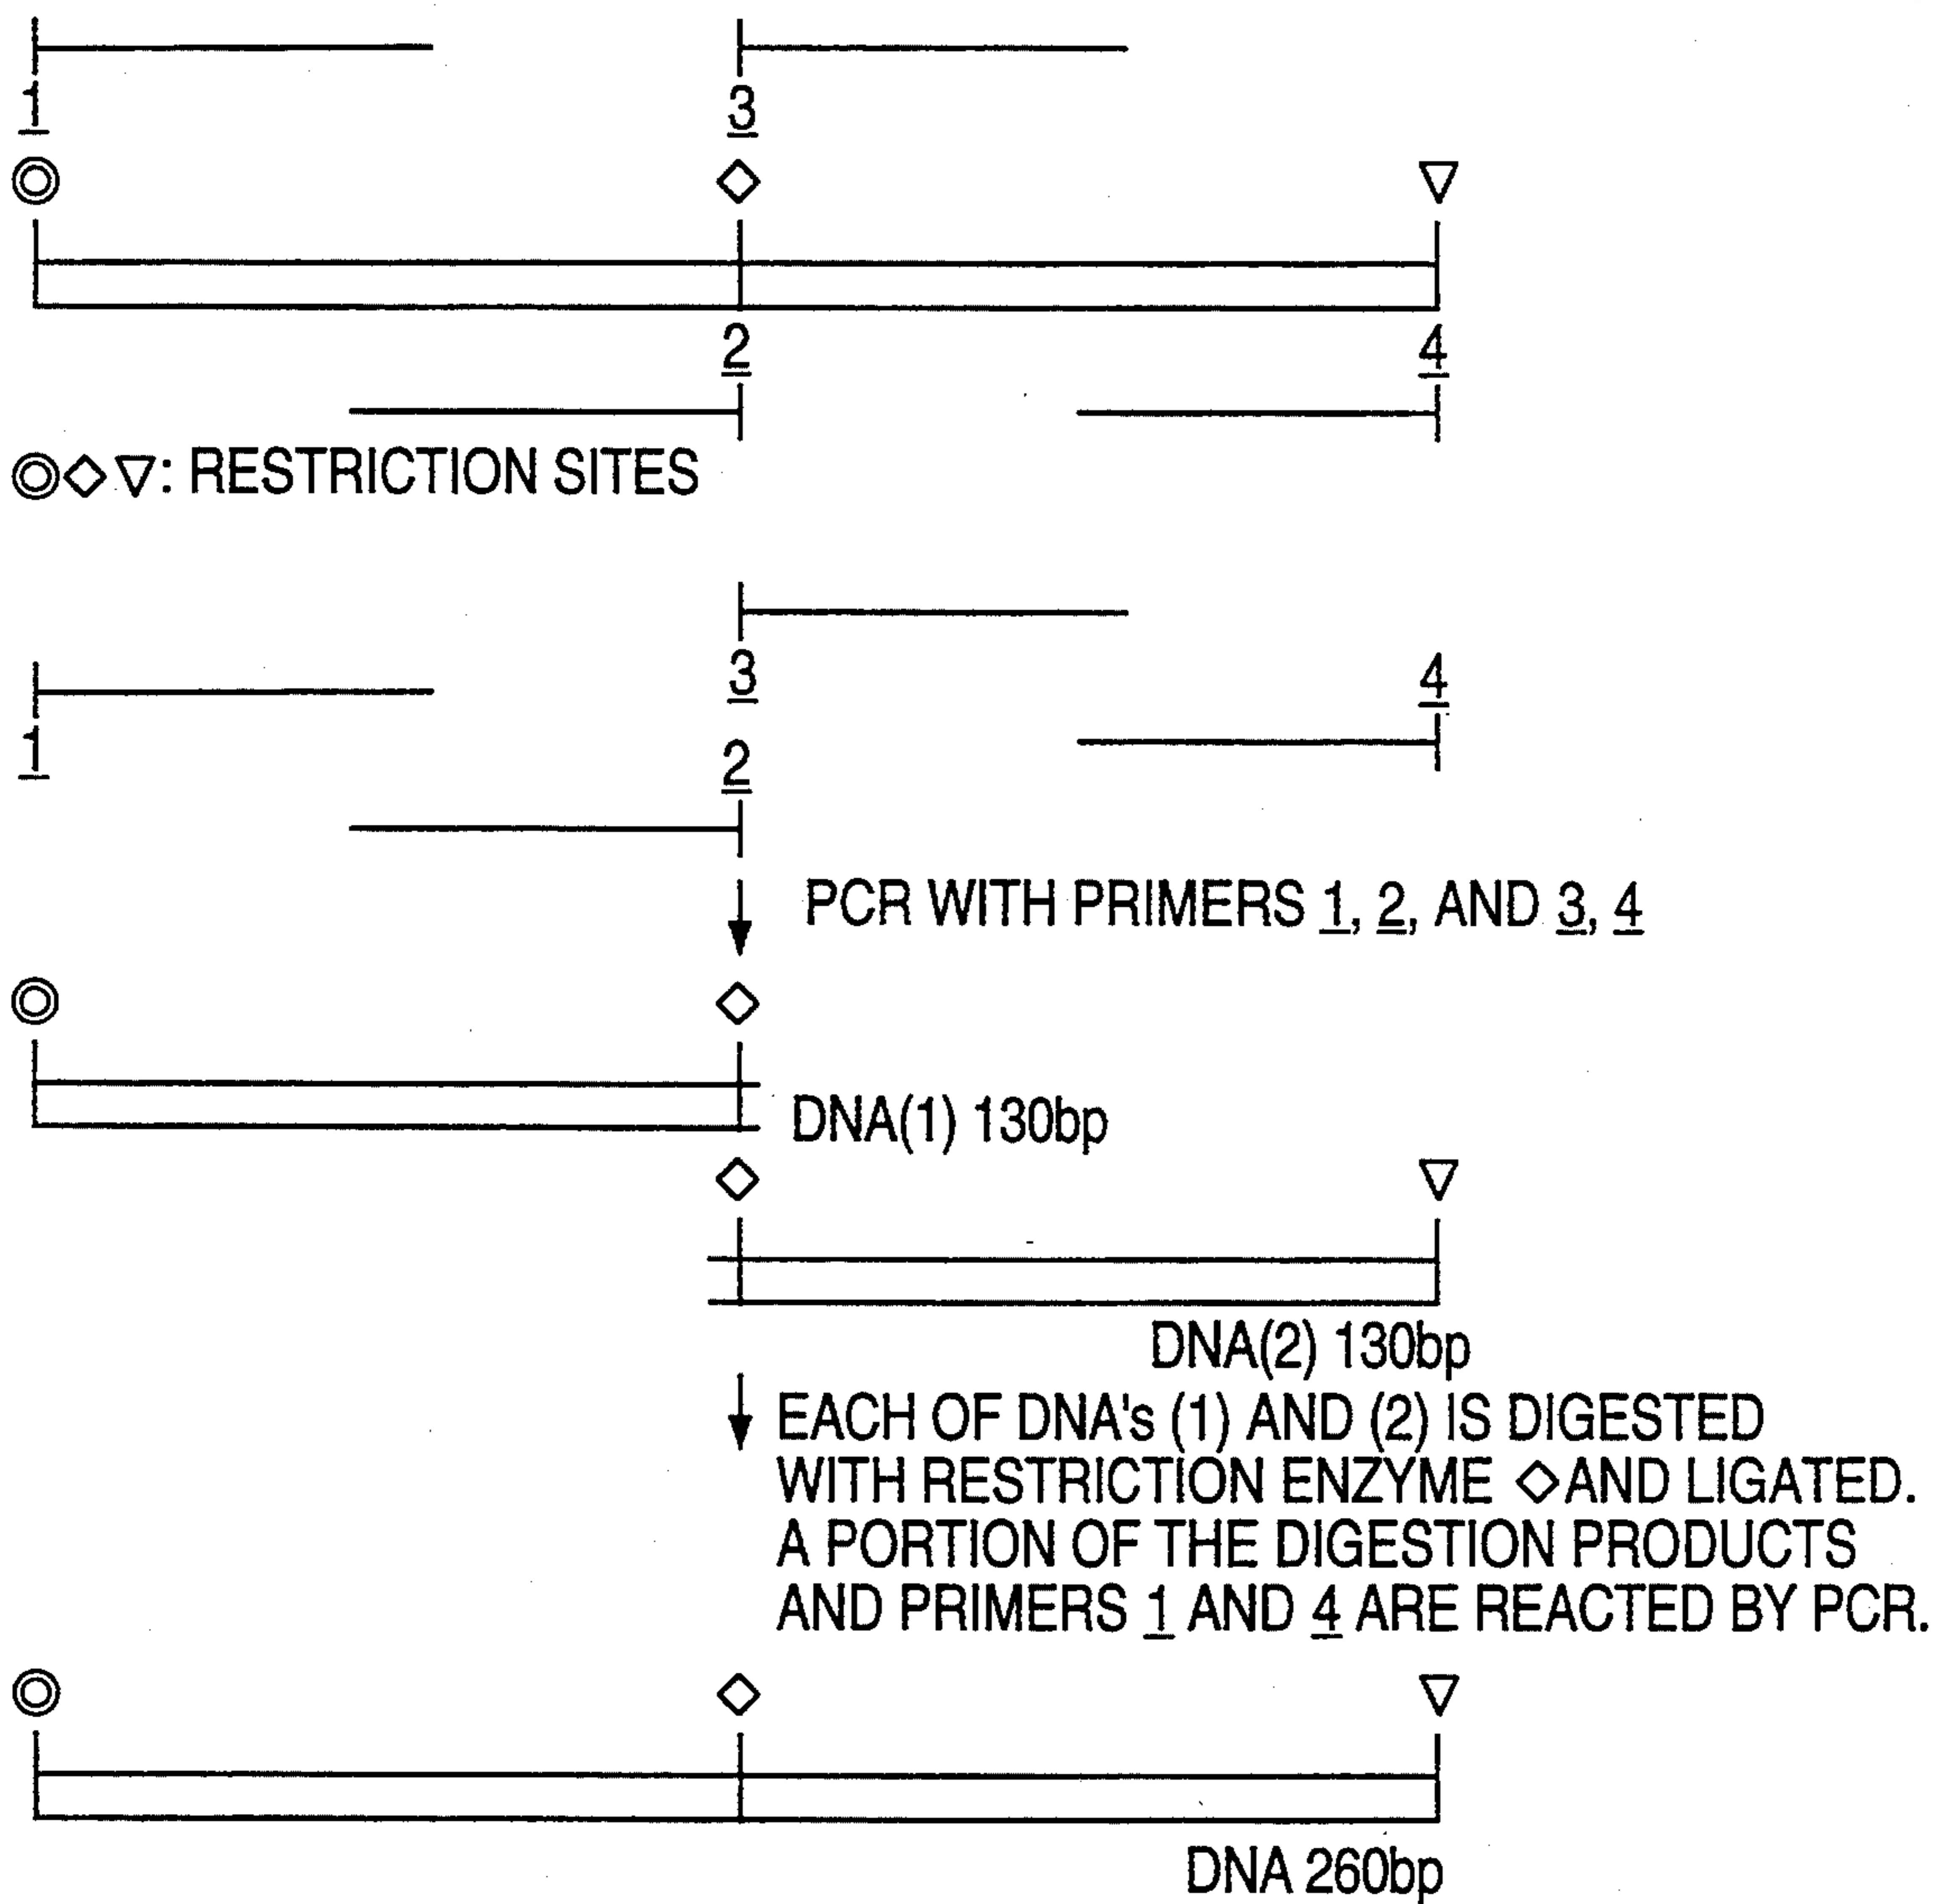 1
3
◎ ◇ ▽
2
4
◎◇▽: RESTRICTION SITES
3
4
1
2
PCR WITH PRIMERS 1, 2, AND 3, 4
◎ ◇
DNA(1) 130bp
◇ ▽
DNA(2) 130bp
EACH OF DNA's (1) AND (2) IS DIGESTED
WITH RESTRICTION ENZYME ◇ AND LIGATED.
A PORTION OF THE DIGESTION PRODUCTS
AND PRIMERS 1 AND 4 ARE REACTED BY PCR.
◎ ◇ ▽
DNA 260bp